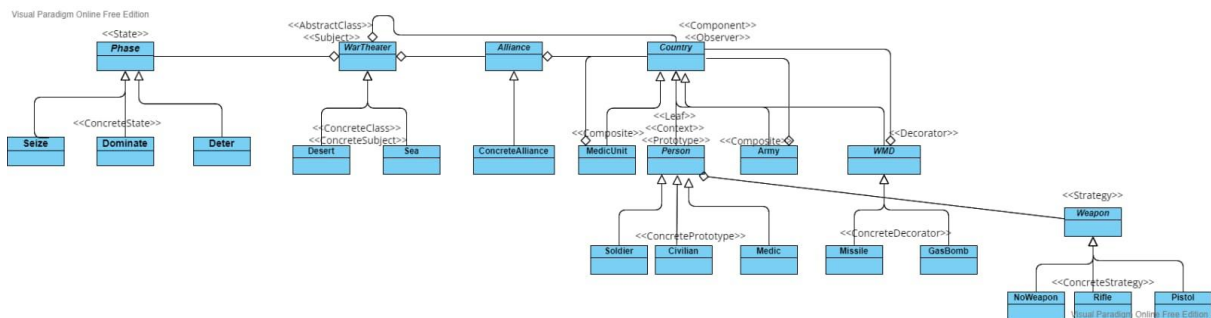 Visual Paradigm Online Free Edition
<<State>>
Phase
<<AbstractClass>>
<<Subject>>
WarTheater
Alliance
<<Component>>
<<Observer>>
Country
<<ConcreteState>>
Seize
Dominate
Deter
<<ConcreteClass>>
<<ConcreteSubject>>
Desert
Sea
ConcreteAlliance
<<Composite>>
MedicUnit
<<Leaf>>
<<Context>>
<<Prototype>>
Person
<<Composite>>
Army
<<Decorator>>
WMD
<<Strategy>>
Weapon
<<ConcretePrototype>>
Soldier
Civilian
Medic
<<ConcreteDecorator>>
Missile
GasBomb
<<ConcreteStrategy>>
NoWeapon
Rifle
Pistol
Visual Paradigm Online Free Edition